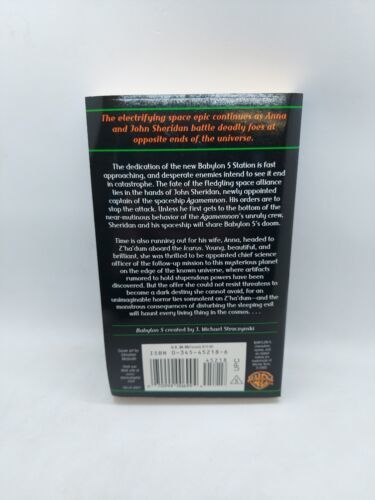 The electrifying space epic continues as Anna
and John Sheridan battle deadly foes at
opposite ends of the universe.
The dedication of the new Babylon 5 Station is fast
approaching, and desperate enemies intend to see it end
in catastrophe. The fate of the fledgling space alliance
lies in the hands of John Sheridan, newly
appointed captain of the spaceship Agamemnon. His orders are to
stop the attack. Unless he first gets to the bottom of the
near-mutinous behavior of the Agamemnon's unruly crew,
Sheridan and his spaceship will share Babylon 5's doom.
Time is also running out for his wife, Anna, headed to
Z'ha'dum aboard the Icarus. Young, beautiful, and
brilliant, she was thrilled to be appointed chief science
officer of the follow-up mission to this mysterious planet
on the edge of the known universe, where artifacts
rumored to hold stupendous powers have been
discovered. But the offer she could not resist threatens to
become a dark destiny she cannot avoid, for an
unimaginable horror lies somnolent on Z'ha'dum—and the
monstrous consequences of disturbing the sleeping evil
will haunt every living thing in the cosmos. . . .
Babylon 5 created by J. Michael Straczynski
ISBN 0-345-45218-6
45218
UPC
WB